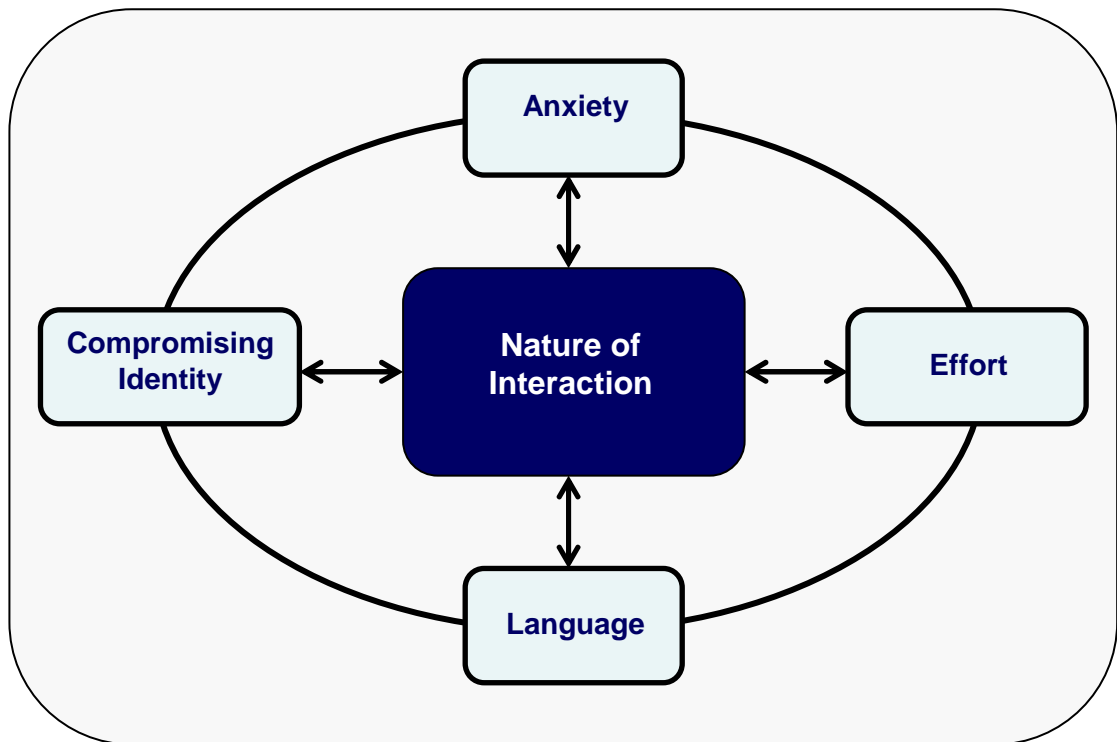 Anxiety
Compromising
Identity
Nature of
Interaction
Effort
Language